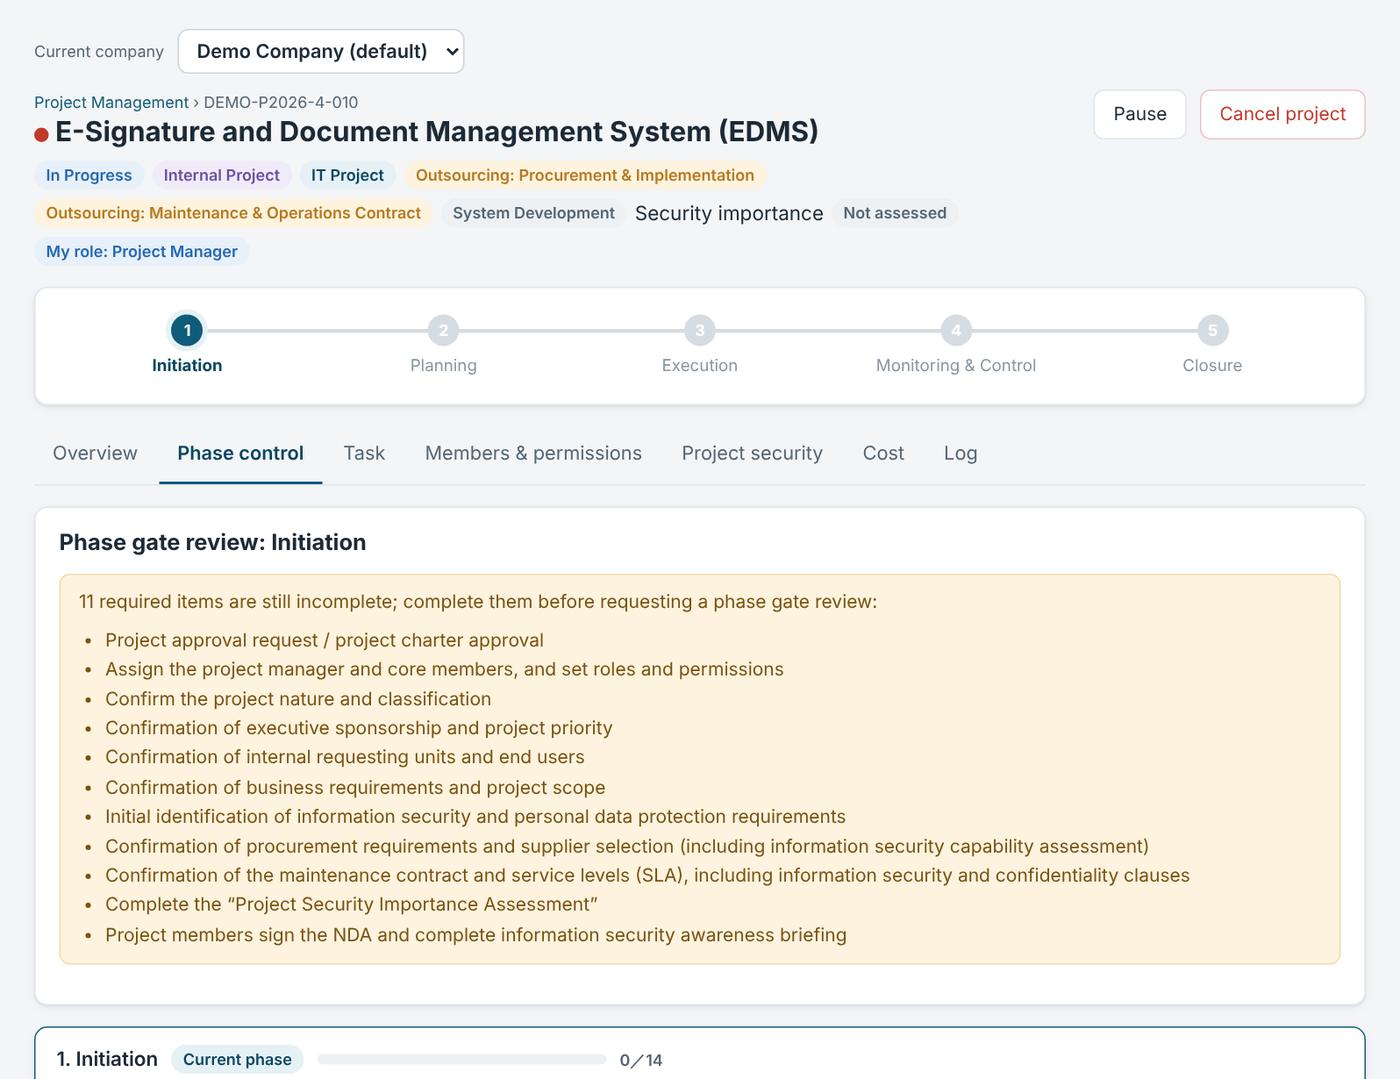 Current company Demo Company (default)
Project Management › DEMO-P2026-4-010
E-Signature and Document Management System (EDMS)
Pause Cancel project
In Progress Internal Project IT Project Outsourcing: Procurement & Implementation
Outsourcing: Maintenance & Operations Contract System Development Security importance Not assessed
My role: Project Manager
1 2 3 4 5
Initiation Planning Execution Monitoring & Control Closure
Overview Phase control Task Members & permissions Project security Cost Log
Phase gate review: Initiation
11 required items are still incomplete; complete them before requesting a phase gate review:
• Project approval request / project charter approval
• Assign the project manager and core members, and set roles and permissions
• Confirm the project nature and classification
• Confirmation of executive sponsorship and project priority
• Confirmation of internal requesting units and end users
• Confirmation of business requirements and project scope
• Initial identification of information security and personal data protection requirements
• Confirmation of procurement requirements and supplier selection (including information security capability assessment)
• Confirmation of the maintenance contract and service levels (SLA), including information security and confidentiality clauses
• Complete the “Project Security Importance Assessment”
• Project members sign the NDA and complete information security awareness briefing
1. Initiation Current phase 0／14